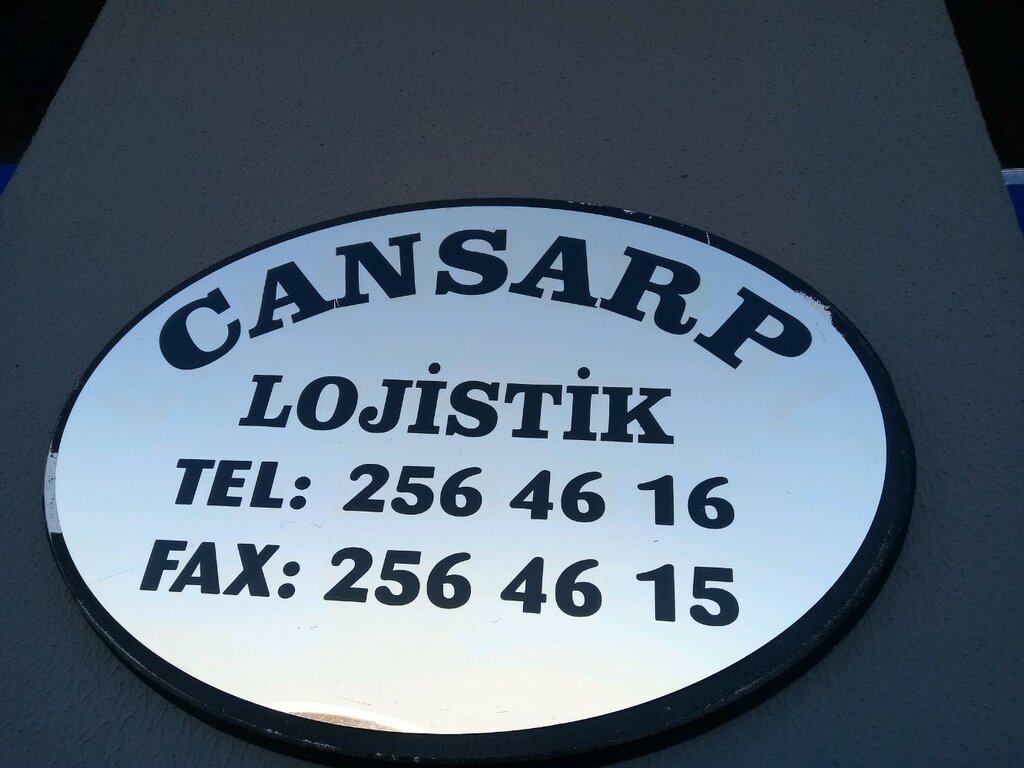 CANSARP
LOJİSTİK
TEL: 256 46 16
FAX: 256 46 15